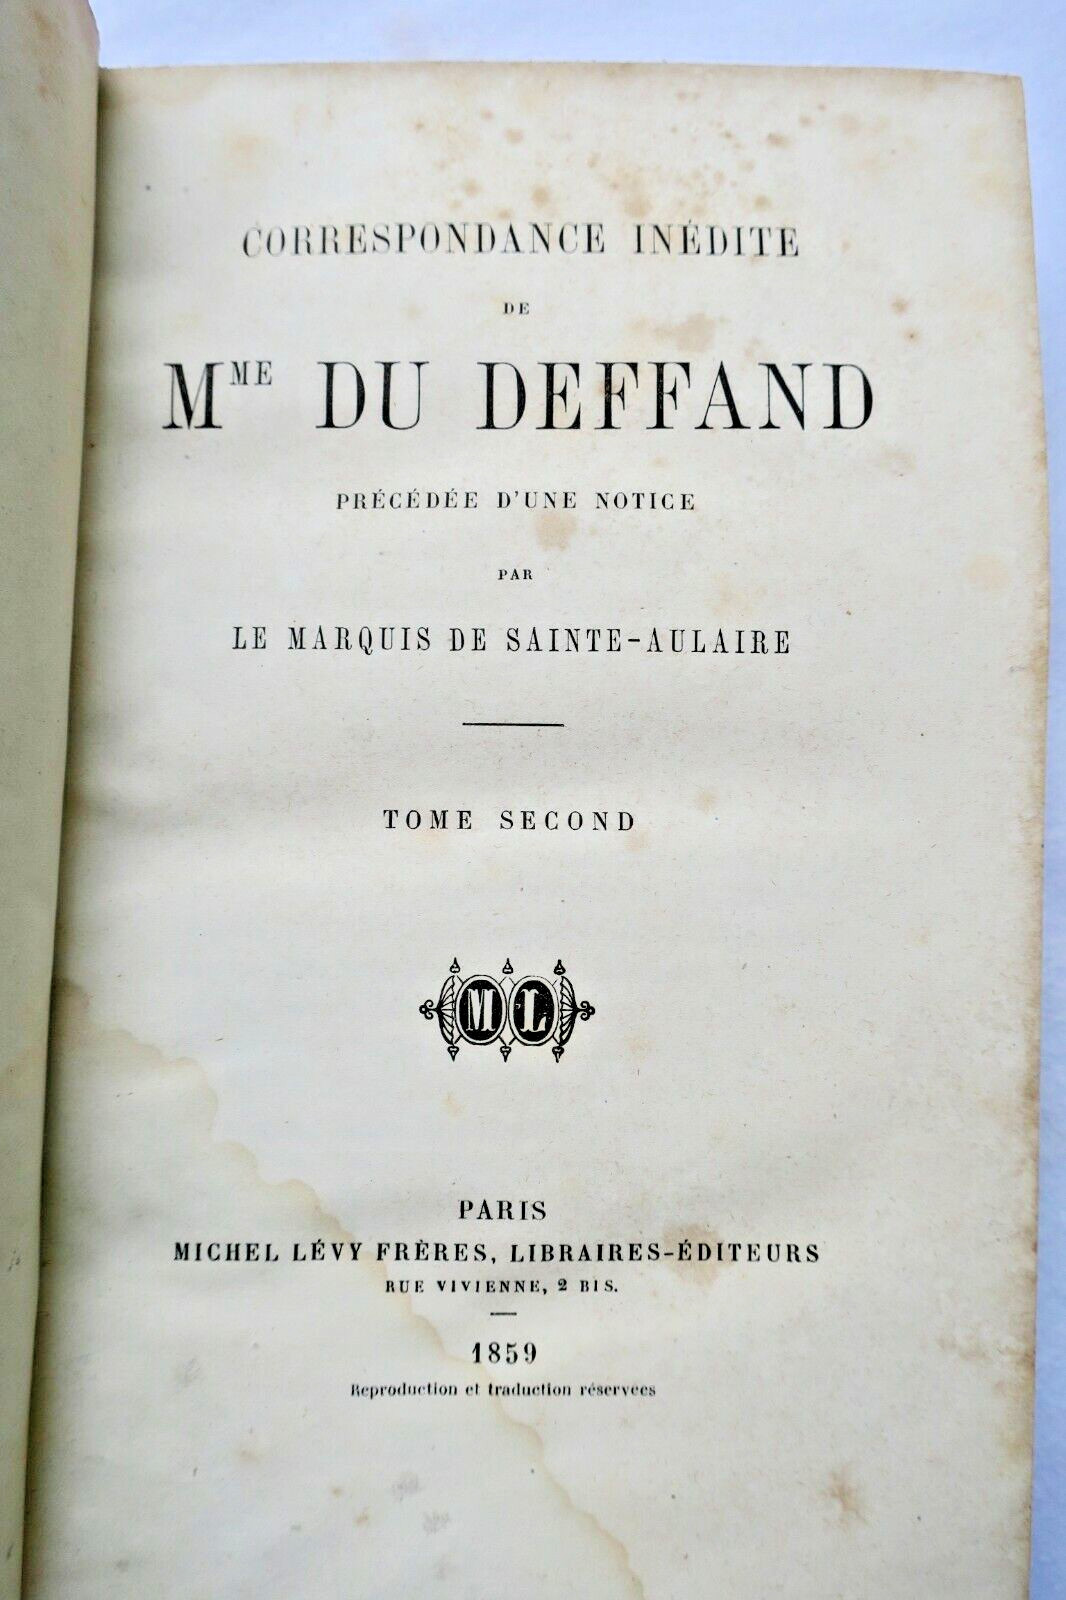 CORRESPONDANCE INÉDITE
DE
MME DU DEFFAND
PRÉCÉDÉE D'UNE NOTICE
PAR
LE MARQUIS DE SAINTE-AULAIRE
TOME SECOND
ML
PARIS
MICHEL LÉVY FRÈRES, LIBRAIRES-ÉDITEURS
RUE VIVIENNE, 2 BIS.
1859
Reproduction et traduction réservées